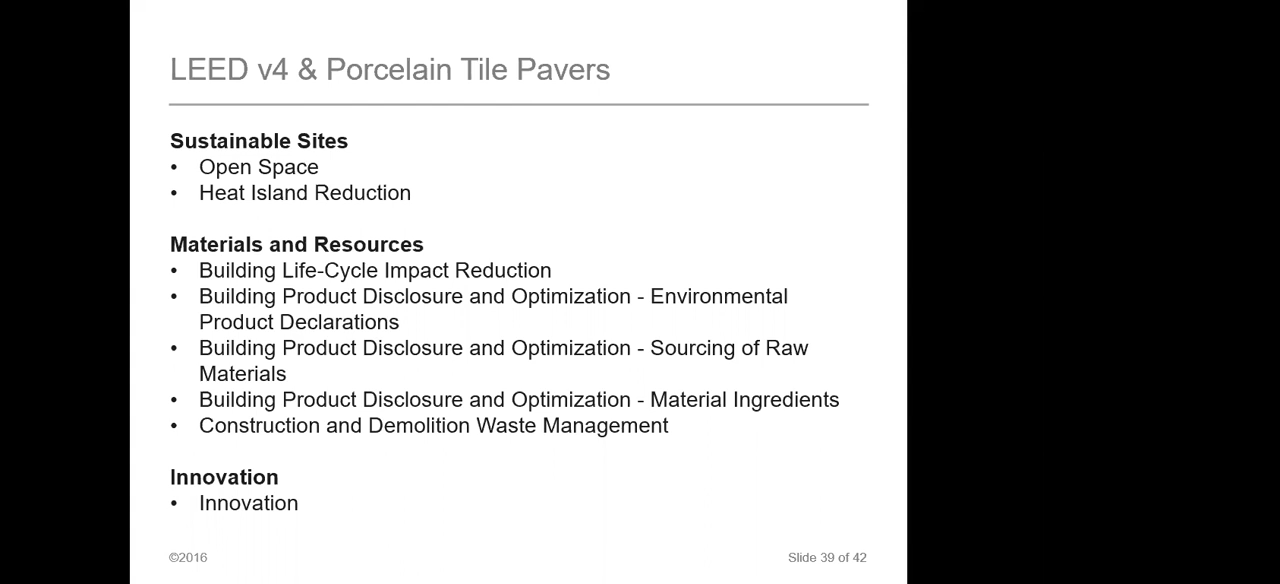 LEED v4 & Porcelain Tile Pavers
Sustainable Sites
• Open Space
• Heat Island Reduction
Materials and Resources
• Building Life-Cycle Impact Reduction
• Building Product Disclosure and Optimization - Environmental
Product Declarations
• Building Product Disclosure and Optimization - Sourcing of Raw
Materials
• Building Product Disclosure and Optimization - Material Ingredients
• Construction and Demolition Waste Management
Innovation
• Innovation
©2016
Slide 39 of 42